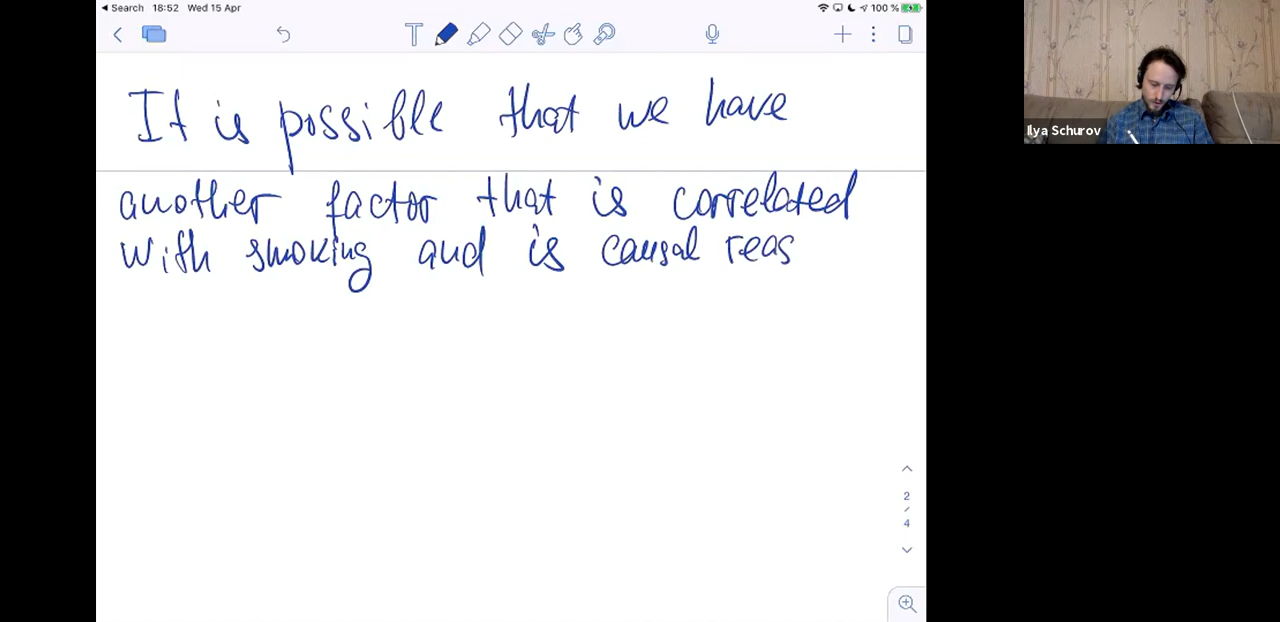 Search 18:52 Wed 15 Apr 100 %
T
It is possible that we have
another factor that is correlated
with smoking and is causal reas
2
/
4
Ilya Schurov